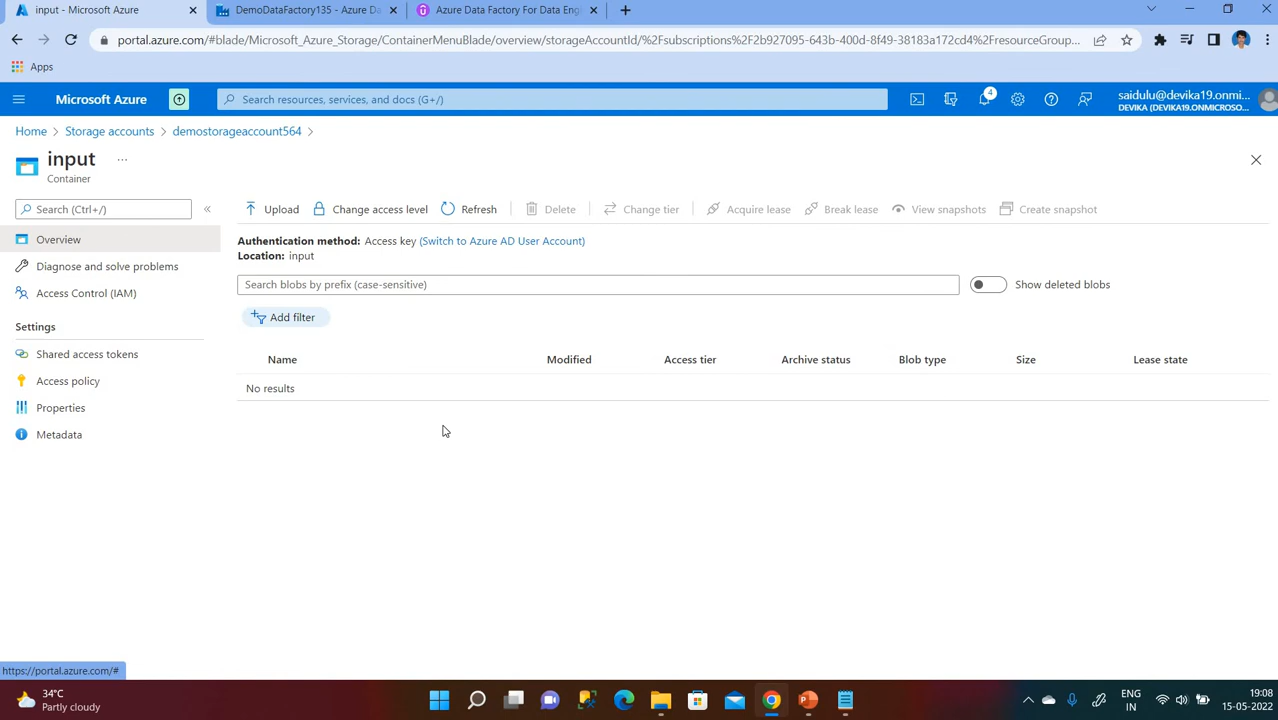 input - Microsoft Azure
DemoDataFactory135 - Azure Da
Azure Data Factory For Data Eng
portal.azure.com/#blade/Microsoft_Azure_Storage/ContainerMenuBlade/overview/storageAccountId/%2Fsubscriptions%2F2b927095-643b-400d-8f49-38183a172cd4%2FresourceGroup...
Apps
Microsoft Azure
Search resources, services, and docs (G+/)
4
saidulu@devika19.onmi...
DEVIKA (DEVIKA19.ONMICROSO...
Home > Storage accounts > demostorageaccount564 >
input ...
Container
Search (Ctrl+/)
«
Upload
Change access level
Refresh
Delete
Change tier
Acquire lease
Break lease
View snapshots
Create snapshot
Overview
Diagnose and solve problems
Access Control (IAM)
Settings
Shared access tokens
Access policy
Properties
Metadata
Authentication method: Access key (Switch to Azure AD User Account)
Location: input
Search blobs by prefix (case-sensitive)
Show deleted blobs
Add filter
Name Modified Access tier Archive status Blob type Size Lease state
No results
https://portal.azure.com/#
34°C
Partly cloudy
ENG
IN
19:08
15-05-2022